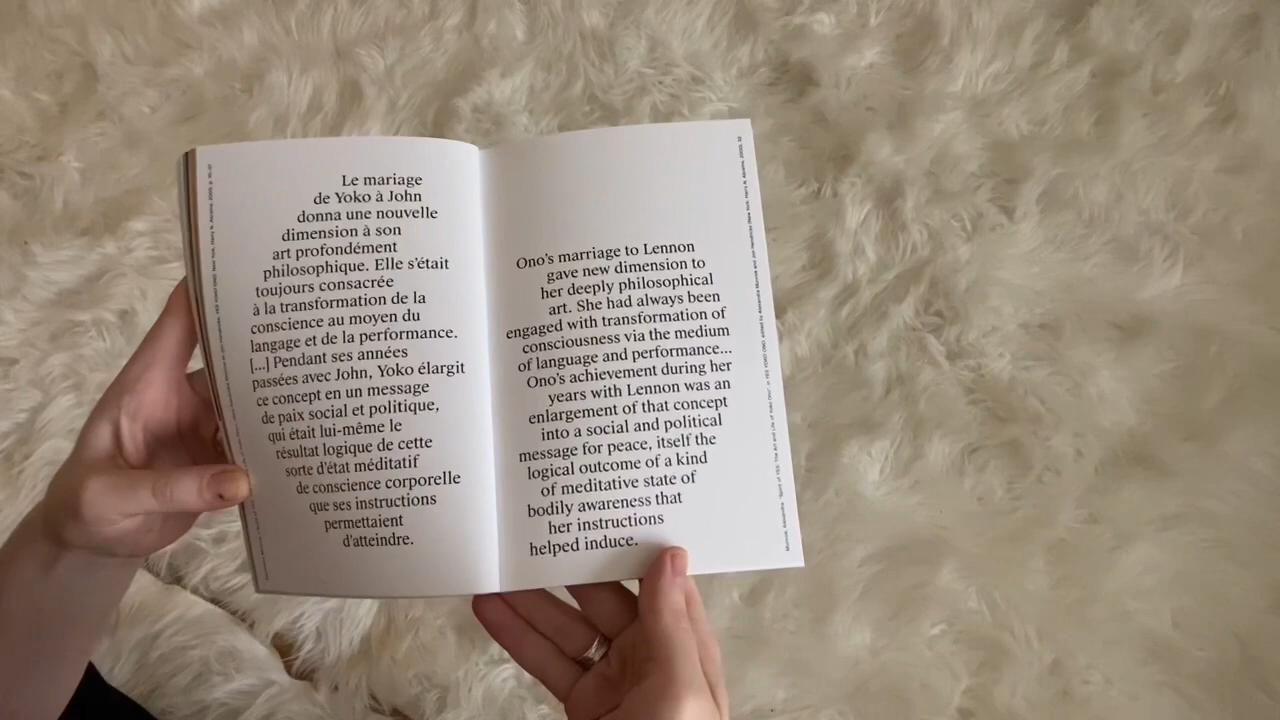 Le mariage
de Yoko à John
donna une nouvelle
dimension à son
art profondément
philosophique. Elle s'était
toujours consacrée
à la transformation de la
conscience au moyen du
langage et de la performance.
[...] Pendant ses années
passées avec John, Yoko élargit
ce concept en un message
de paix social et politique,
qui était lui-même le
résultat logique de cette
sorte d'état méditatif
de conscience corporelle
que ses instructions
permettaient
d'atteindre.
Ono's marriage to Lennon
gave new dimension to
her deeply philosophical
art. She had always been
engaged with transformation of
consciousness via the medium
of language and performance...
Ono's achievement during her
years with Lennon was an
enlargement of that concept
into a social and political
message for peace, itself the
logical outcome of a kind
of meditative state of
bodily awareness that
her instructions
helped induce.